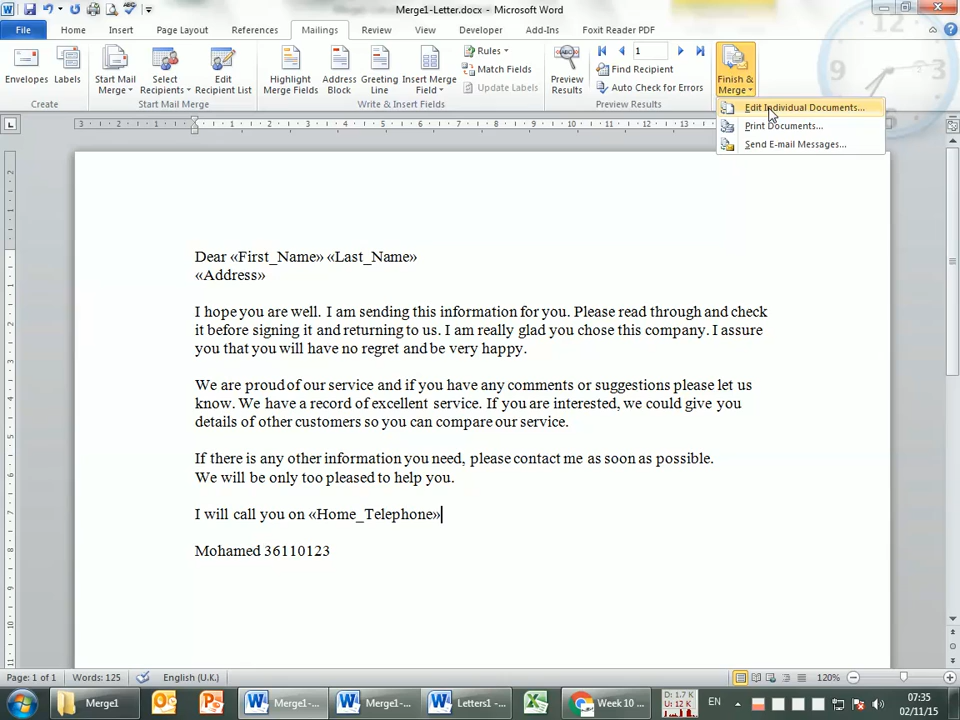 Merge1-Letter.docx - Microsoft Word
File Home Insert Page Layout References Mailings Review View Developer Add-Ins Foxit Reader PDF
Envelopes Labels
Create
Start Mail Merge Select Recipients Edit Recipient List
Start Mail Merge
Highlight Merge Fields Address Block Greeting Line Insert Merge Field
Rules
Match Fields
Update Labels
Write & Insert Fields
Preview Results
1
Find Recipient
Auto Check for Errors
Preview Results
Finish & Merge
Edit Individual Documents...
Print Documents...
Send E-mail Messages...
Dear «First_Name» «Last_Name»
«Address»
I hope you are well. I am sending this information for you. Please read through and check
it before signing it and returning to us. I am really glad you chose this company. I assure
you that you will have no regret and be very happy.
We are proud of our service and if you have any comments or suggestions please let us
know. We have a record of excellent service. If you are interested, we could give you
details of other customers so you can compare our service.
If there is any other information you need, please contact me as soon as possible.
We will be only too pleased to help you.
I will call you on «Home_Telephone»
Mohamed 36110123
Page: 1 of 1 Words: 125 English (U.K.) 120%
Merge1 Merge1-... Merge1-... Letters1 -... Week 10 ...
D: 1.7 K
U: 12 K
EN
07:35
02/11/15